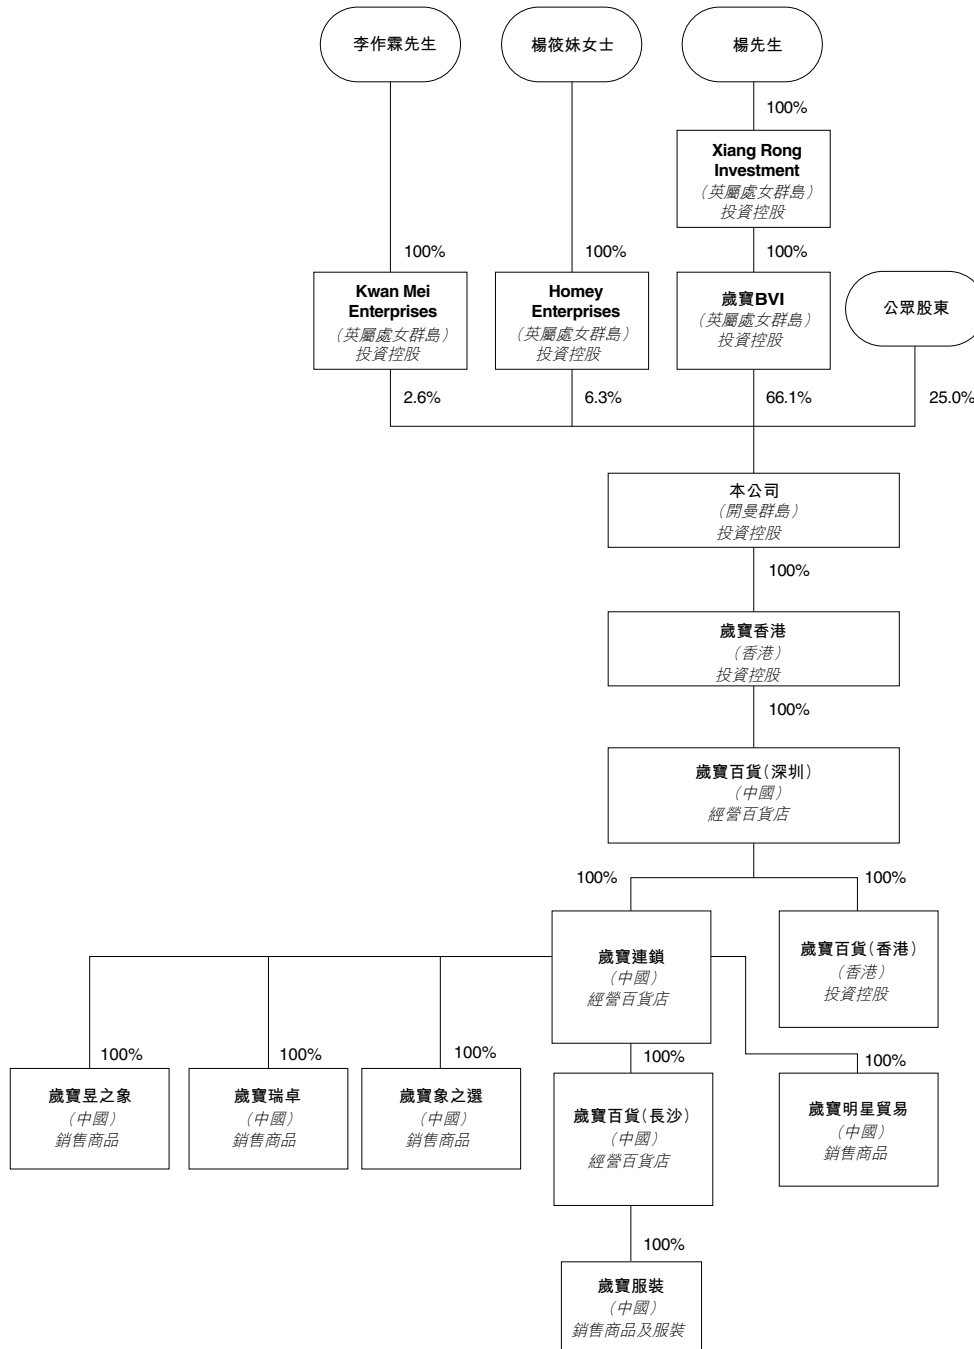 李作霖先生
楊筱妹女士
楊先生
100%
Xiang Rong
Investment
（英屬處女群島）
投資控股
100%
100%
100%
Kwan Mei
Enterprises
（英屬處女群島）
投資控股
Homey
Enterprises
（英屬處女群島）
投資控股
歲寶BVI
（英屬處女群島）
投資控股
公眾股東
2.6%
6.3%
66.1%
25.0%
本公司
（開曼群島）
投資控股
100%
歲寶香港
（香港）
投資控股
100%
歲寶百貨（深圳）
（中國）
經營百貨店
100%
100%
歲寶連鎖
（中國）
經營百貨店
歲寶百貨（香港）
（香港）
投資控股
100%
100%
100%
100%
100%
歲寶昱之象
（中國）
銷售商品
歲寶瑞卓
（中國）
銷售商品
歲寶象之選
（中國）
銷售商品
歲寶百貨（長沙）
（中國）
經營百貨店
歲寶明星貿易
（中國）
銷售商品
100%
歲寶服裝
（中國）
銷售商品及服裝